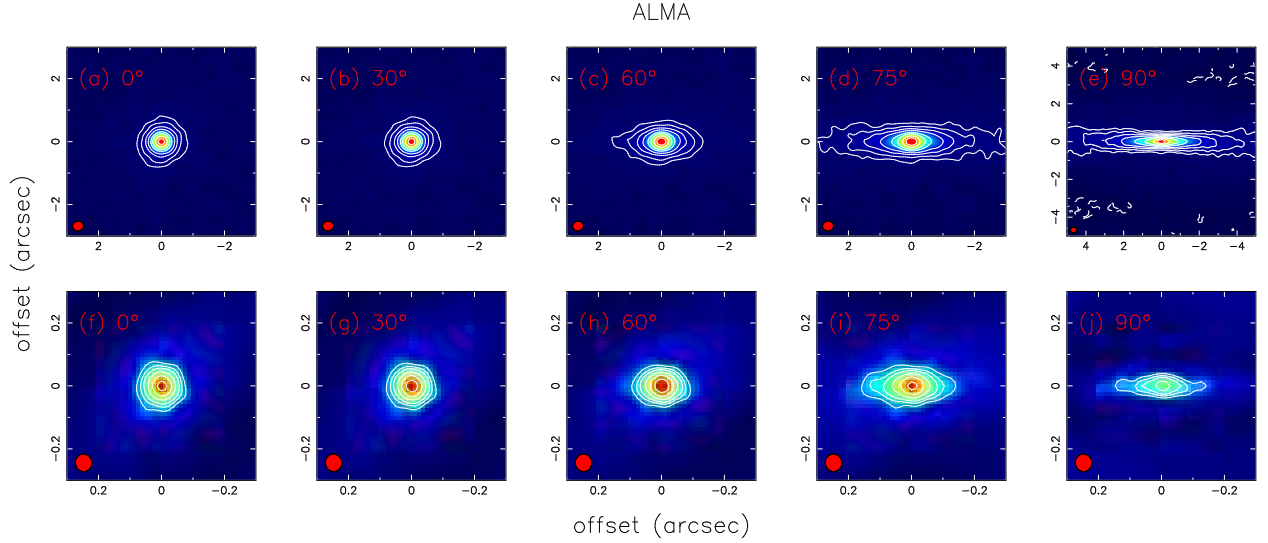 ALMA
offset (arcsec)
(a) 0°
(b) 30°
(c) 60°
(d) 75°
(e) 90°
2
0
−2
2
0
−2
2
0
−2
2
0
−2
4
2
0
−2
−4
2 0 −2
2 0 −2
2 0 −2
2 0 −2
4 2 0 −2 −4
(f) 0°
(g) 30°
(h) 60°
(i) 75°
(j) 90°
0.2
0
−0.2
0.2
0
−0.2
0.2
0
−0.2
0.2
0
−0.2
0.2
0
−0.2
0.2 0 −0.2
0.2 0 −0.2
0.2 0 −0.2
0.2 0 −0.2
0.2 0 −0.2
offset (arcsec)